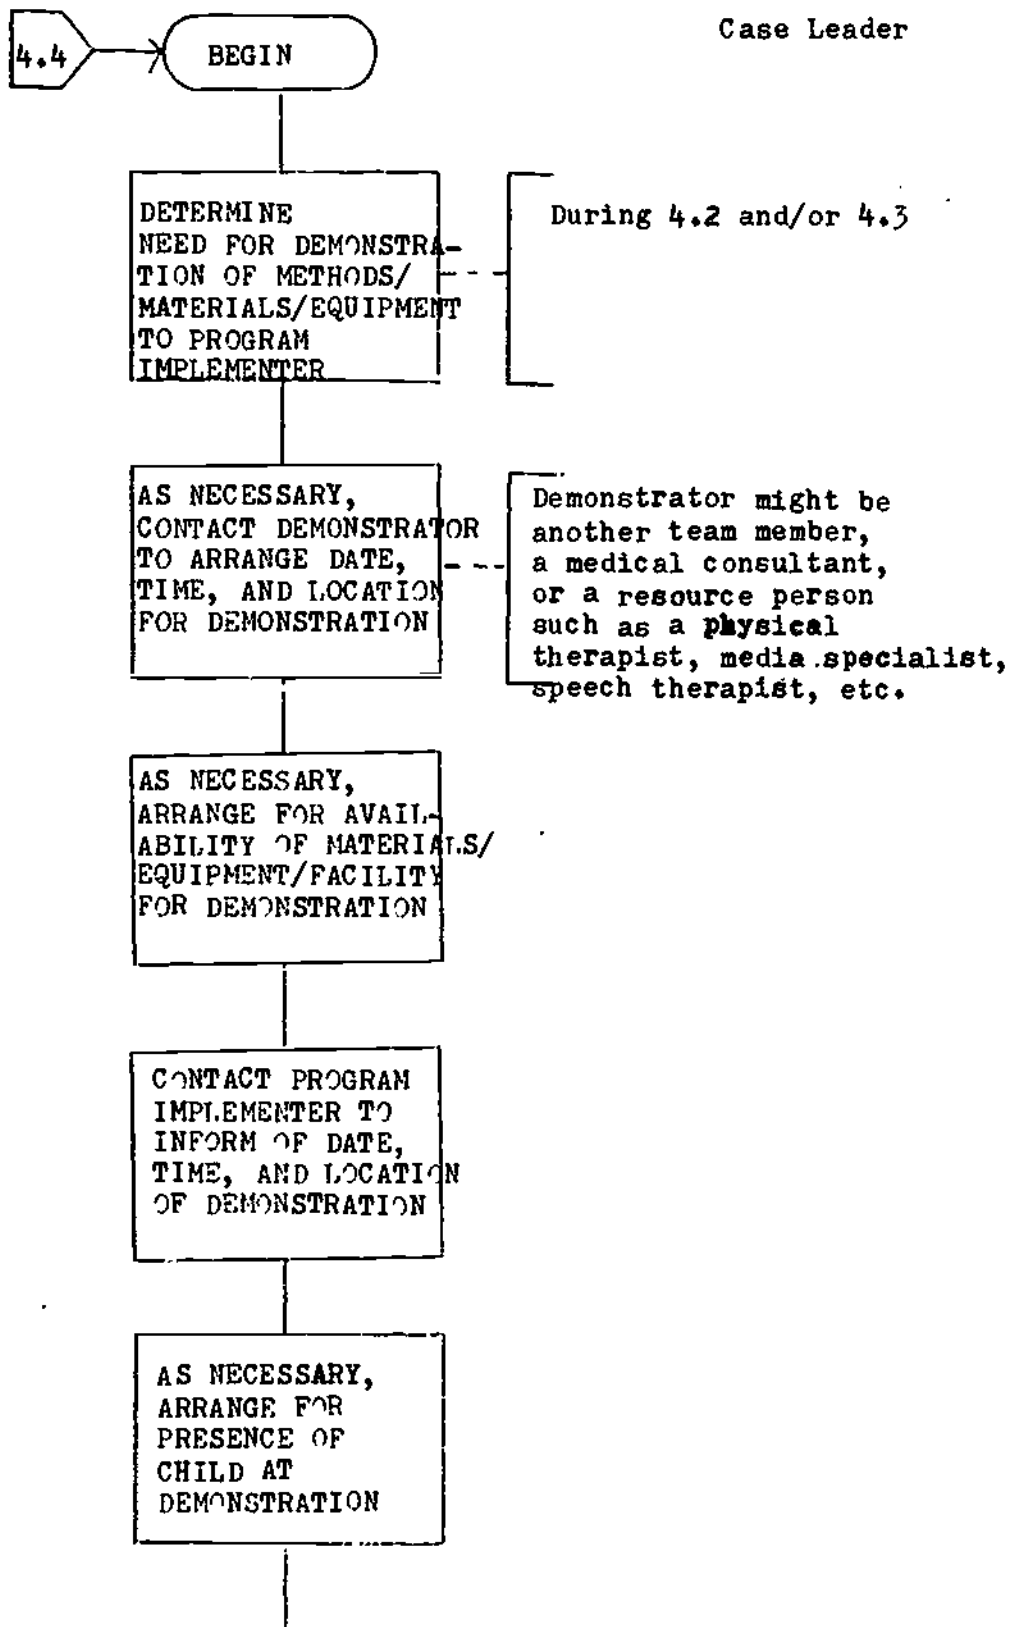 Case Leader
4.4
BEGIN
DETERMINE
NEED FOR DEMONSTRA-
TION OF METHODS/
MATERIALS/EQUIPMENT
TO PROGRAM
IMPLEMENTER
During 4.2 and/or 4.3
AS NECESSARY,
CONTACT DEMONSTRATOR
TO ARRANGE DATE,
TIME, AND LOCATION
FOR DEMONSTRATION
Demonstrator might be
another team member,
a medical consultant,
or a resource person
such as a physical
therapist, media specialist,
speech therapist, etc.
AS NECESSARY,
ARRANGE FOR AVAIL-
ABILITY OF MATERIALS/
EQUIPMENT/FACILITY
FOR DEMONSTRATION
CONTACT PROGRAM
IMPLEMENTER TO
INFORM OF DATE,
TIME, AND LOCATION
OF DEMONSTRATION
AS NECESSARY,
ARRANGE FOR
PRESENCE OF
CHILD AT
DEMONSTRATION